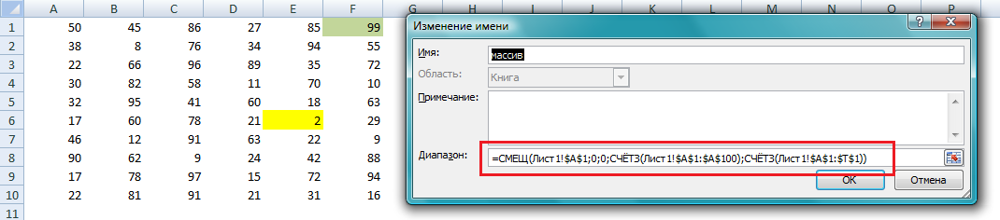 A B C D E F G H I J K L M N O P
1 50 45 86 27 85 99
2 38 8 76 34 94 55
3 22 66 96 89 35 72
4 30 82 58 11 70 10
5 32 95 41 60 18 63
6 17 60 78 21 2 29
7 46 12 91 63 22 9
8 90 62 9 24 42 88
9 17 78 97 15 72 94
10 22 81 91 21 31 16
11
Изменение имени
Имя: массив
Область: Книга
Примечание:
Диапазон: =СМЕЩ(Лист1!$A$1;0;0;СЧЁТЗ(Лист1!$A$1:$A$100);СЧЁТЗ(Лист1!$A$1:$T$1))
ОК Отмена